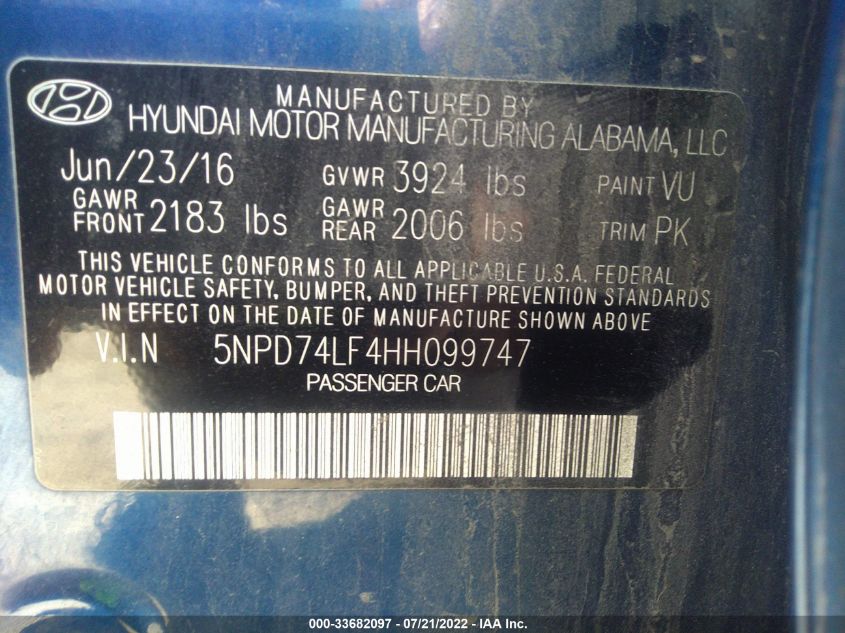 MANUFACTURED BY
HYUNDAI MOTOR MANUFACTURING ALABAMA, LLC
Jun/23/16 GVWR 3924 lbs PAINT VU
GAWR FRONT 2183 lbs GAWR REAR 2006 lbs TRIM PK
THIS VEHICLE CONFORMS TO ALL APPLICABLE U.S.A. FEDERAL
MOTOR VEHICLE SAFETY, BUMPER, AND THEFT PREVENTION STANDARDS
IN EFFECT ON THE DATE OF MANUFACTURE SHOWN ABOVE
V.I.N 5NPD74LF4HH099747
PASSENGER CAR
000-33682097 - 07/21/2022 - IAA Inc.